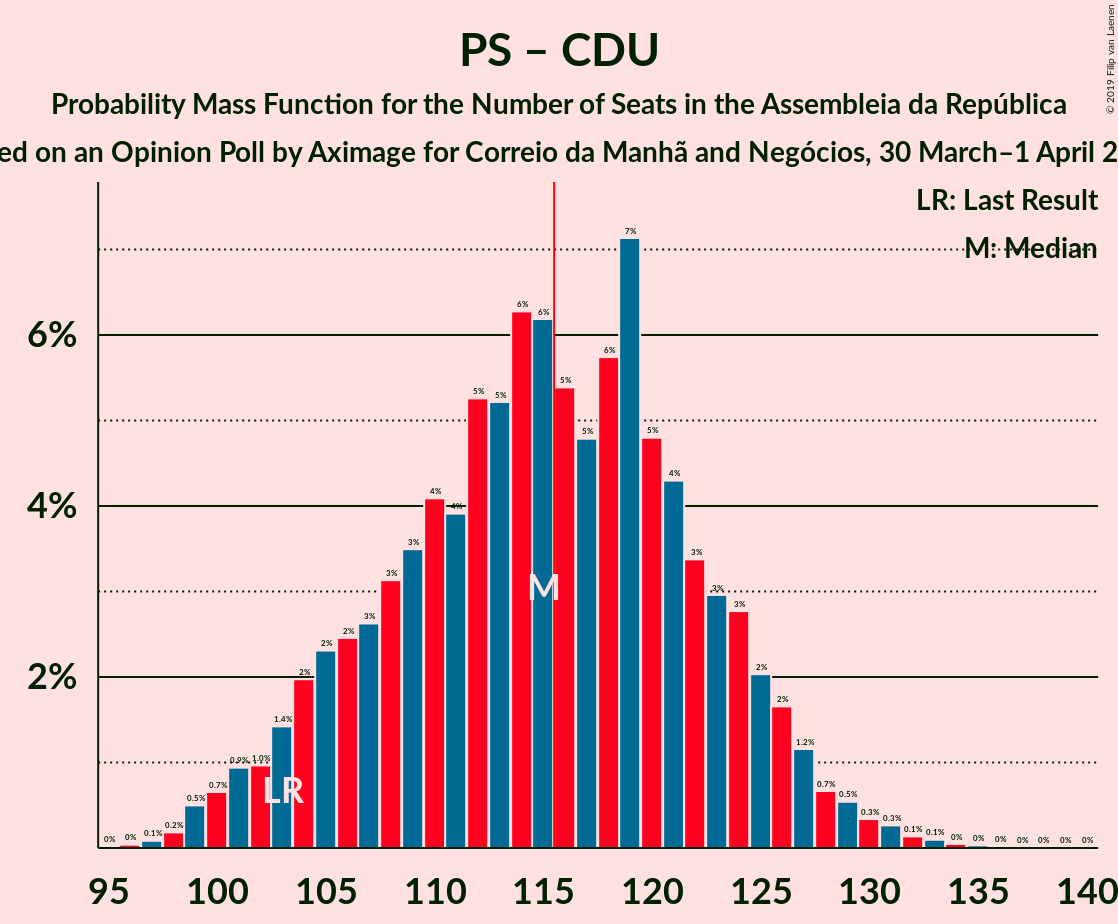 PS – CDU
Probability Mass Function for the Number of Seats in the Assembleia da República
ed on an Opinion Poll by Aximage for Correio da Manhã and Negócios, 30 March–1 April 2
© 2019 Filip van Laenen
LR: Last Result
M: Median
6%
4%
2%
0% 0% 0.1% 0.2% 0.5% 0.7% 0.9% 1.0% 1.4% 2% 2% 2% 3% 3% 3% 4% 4% 5% 5% 6% 6% 5% 5% 6% 7% 5% 4% 3% 3% 3% 2% 2% 1.2% 0.7% 0.5% 0.3% 0.3% 0.1% 0.1% 0% 0% 0% 0% 0% 0% 0%
M
LR
95 100 105 110 115 120 125 130 135 140